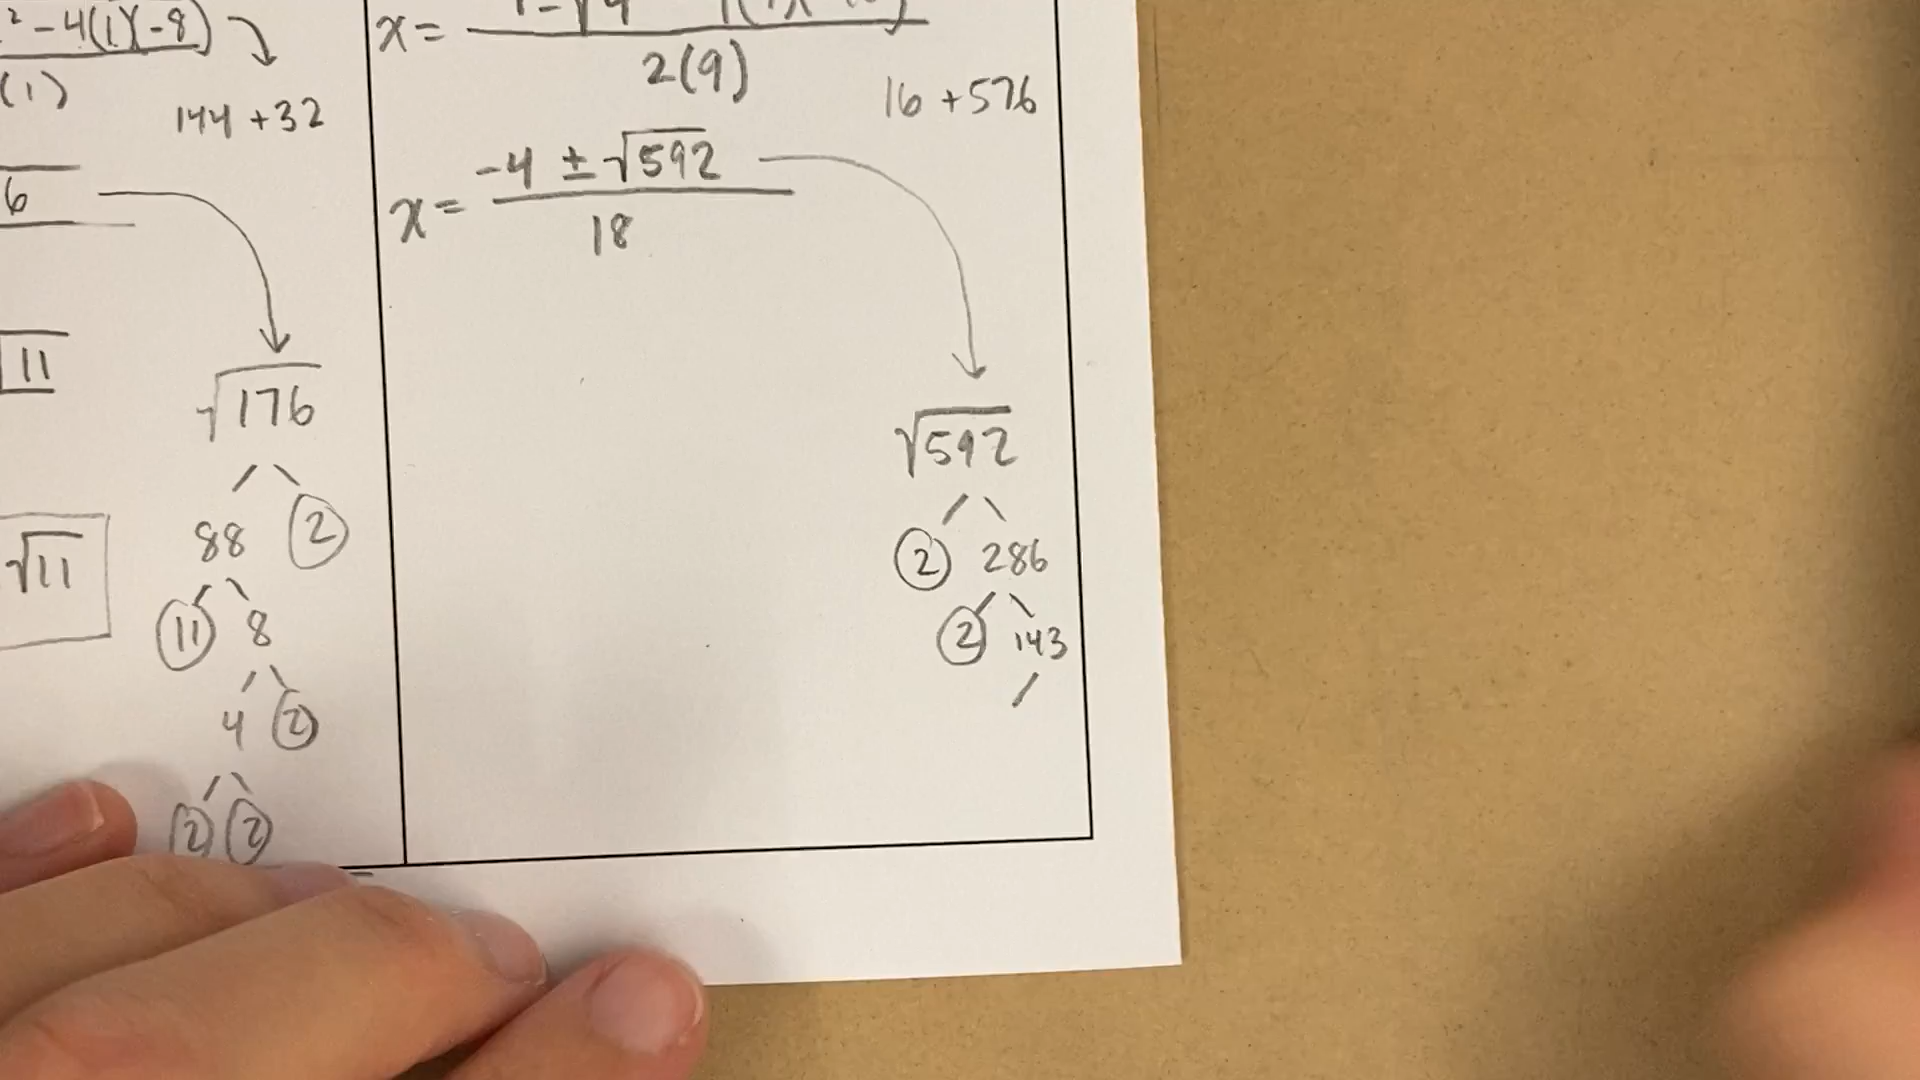 ² - 4(1)(-8)
(1)
144 + 32
6
√11
√11
√176
88 2
11 8
4 2
2 2
x =
2(9)
16 + 576
x = -4 ± √592
18
√592
2 286
2 143